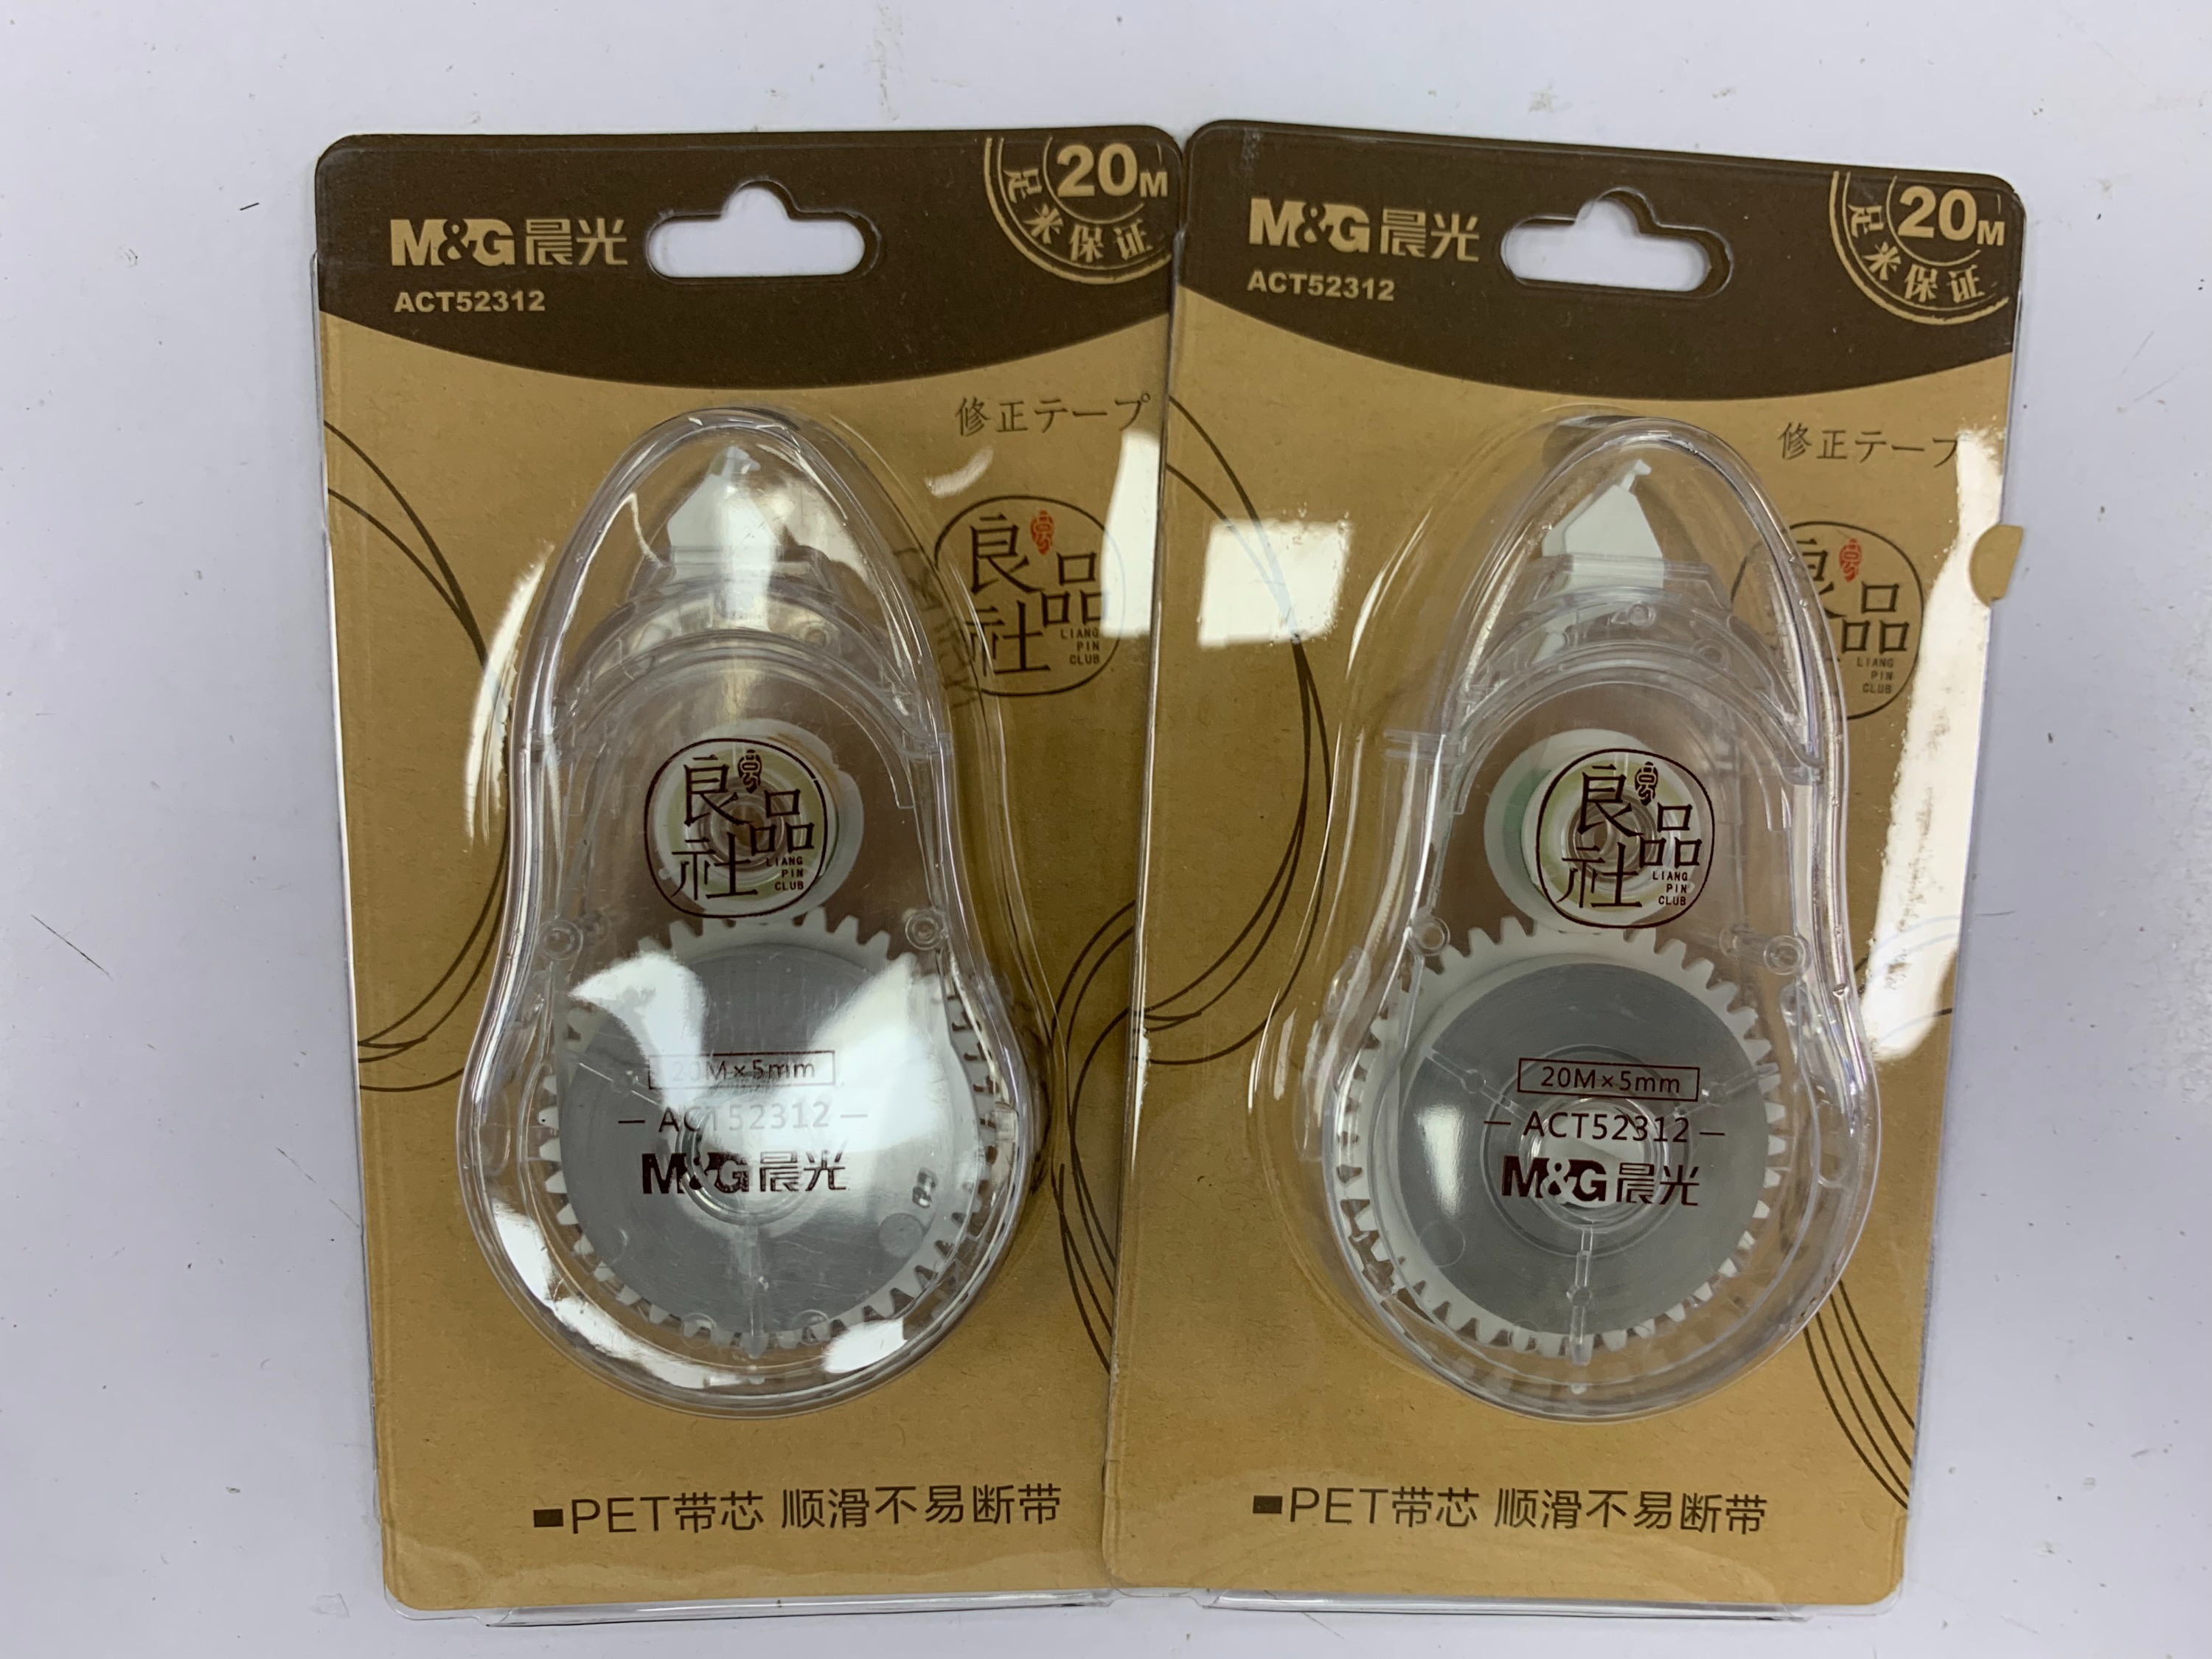 M&G晨光
ACT52312
20M
足米保证
修正テープ
良品社
LIANG
PIN
CLUB
良品社
LIANG
PIN
CLUB
20M×5mm
ACT52312
M&G晨光
PET带芯 顺滑不易断带
M&G晨光
ACT52312
20M
足米保证
修正テープ
良品社
LIANG
PIN
CLUB
良品社
LIANG
PIN
CLUB
20M×5mm
ACT52312
M&G晨光
PET带芯 顺滑不易断带